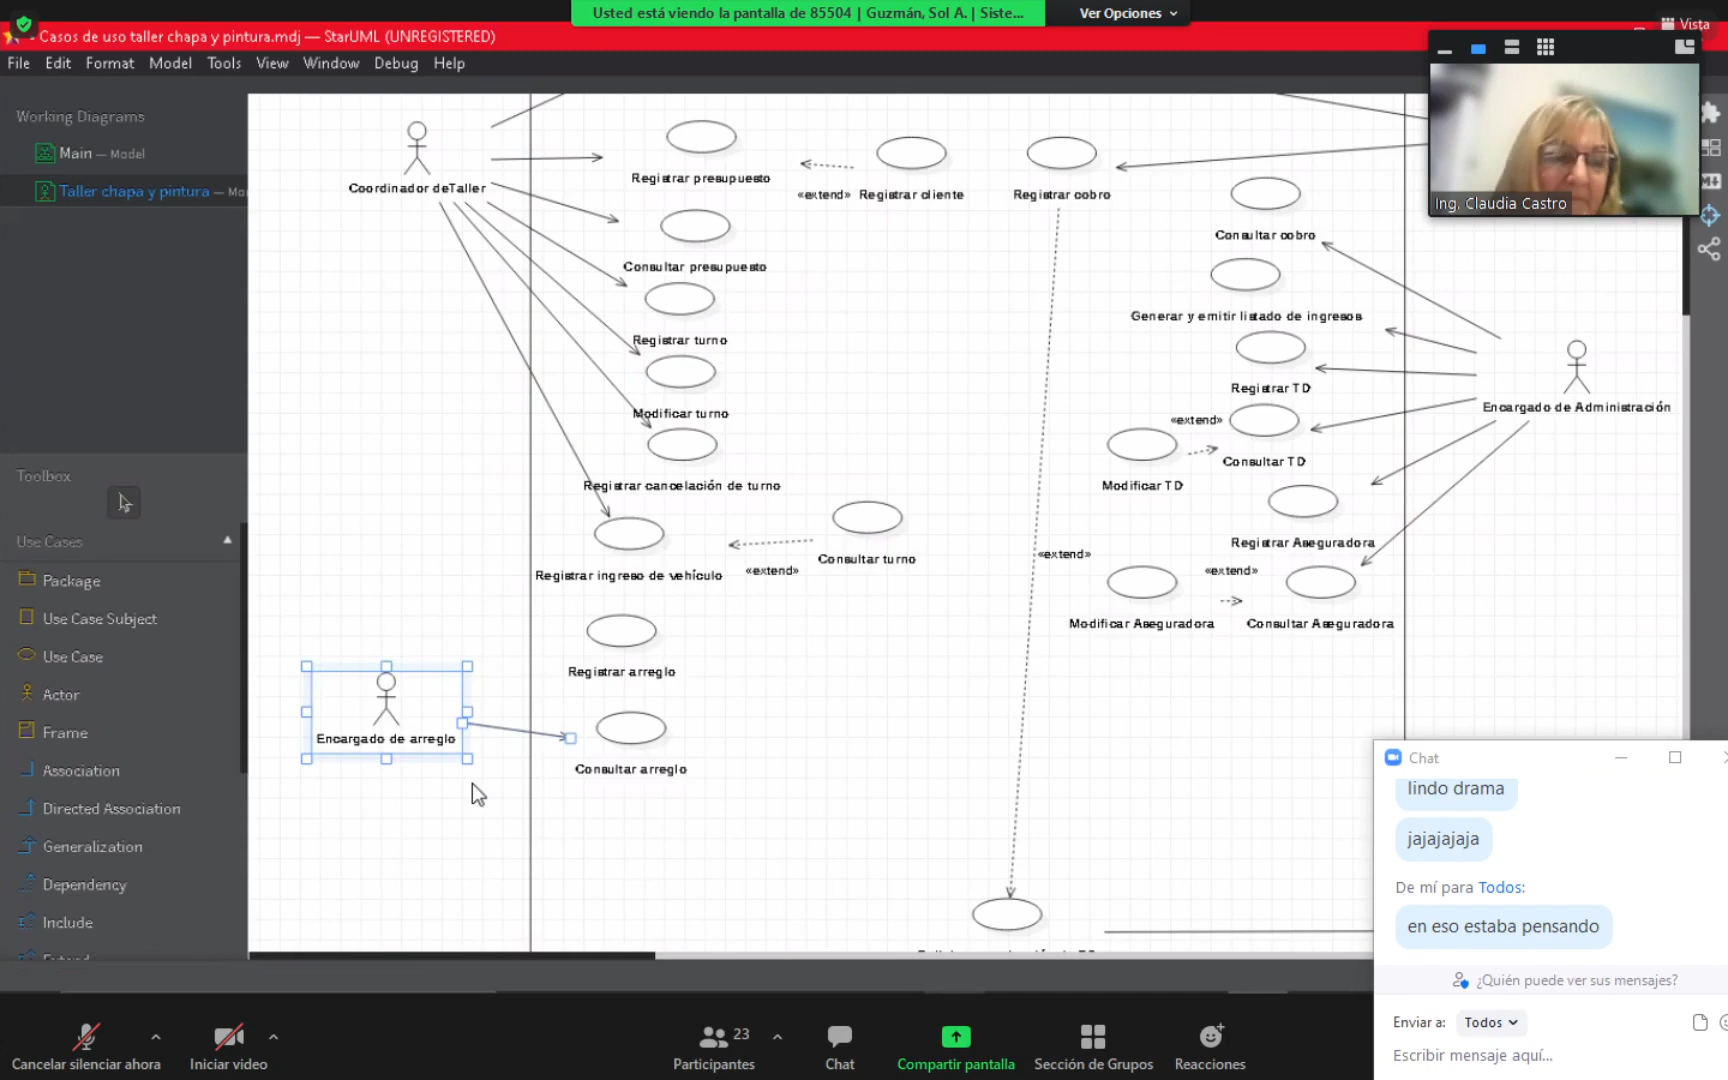 Usted está viendo la pantalla de 85504 | Guzmán, Sol A. | Siste...
Ver Opciones
Vista
Casos de uso taller chapa y pintura.mdj — StarUML (UNREGISTERED)
File Edit Format Model Tools View Window Debug Help
Working Diagrams
Main — Model
Taller chapa y pintura — Mo
Toolbox
Use Cases
Package
Use Case Subject
Use Case
Actor
Frame
Association
Directed Association
Generalization
Dependency
Include
Extend
Coordinador deTaller
Registrar presupuesto
«extend»
Registrar cliente
Registrar cobro
Consultar cobro
Consultar presupuesto
Generar y emitir listado de ingresos
Registrar turno
Registrar TD
Encargado de Administración
Modificar turno
«extend»
Consultar TD
Registrar cancelación de turno
Modificar TD
Registrar Aseguradora
Consultar turno
«extend»
Registrar ingreso de vehículo
«extend»
«extend»
Modificar Aseguradora
Consultar Aseguradora
Registrar arreglo
Encargado de arreglo
Consultar arreglo
Ing. Claudia Castro
Chat
lindo drama
jajajajaja
De mí para Todos:
en eso estaba pensando
¿Quién puede ver sus mensajes?
Enviar a: Todos
Escribir mensaje aquí...
Cancelar silenciar ahora
Iniciar video
23
Participantes
Chat
Compartir pantalla
Sección de Grupos
Reacciones